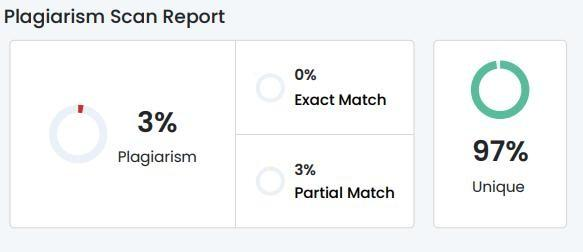 Plagiarism Scan Report
3%
Plagiarism
0%
Exact Match
3%
Partial Match
97%
Unique